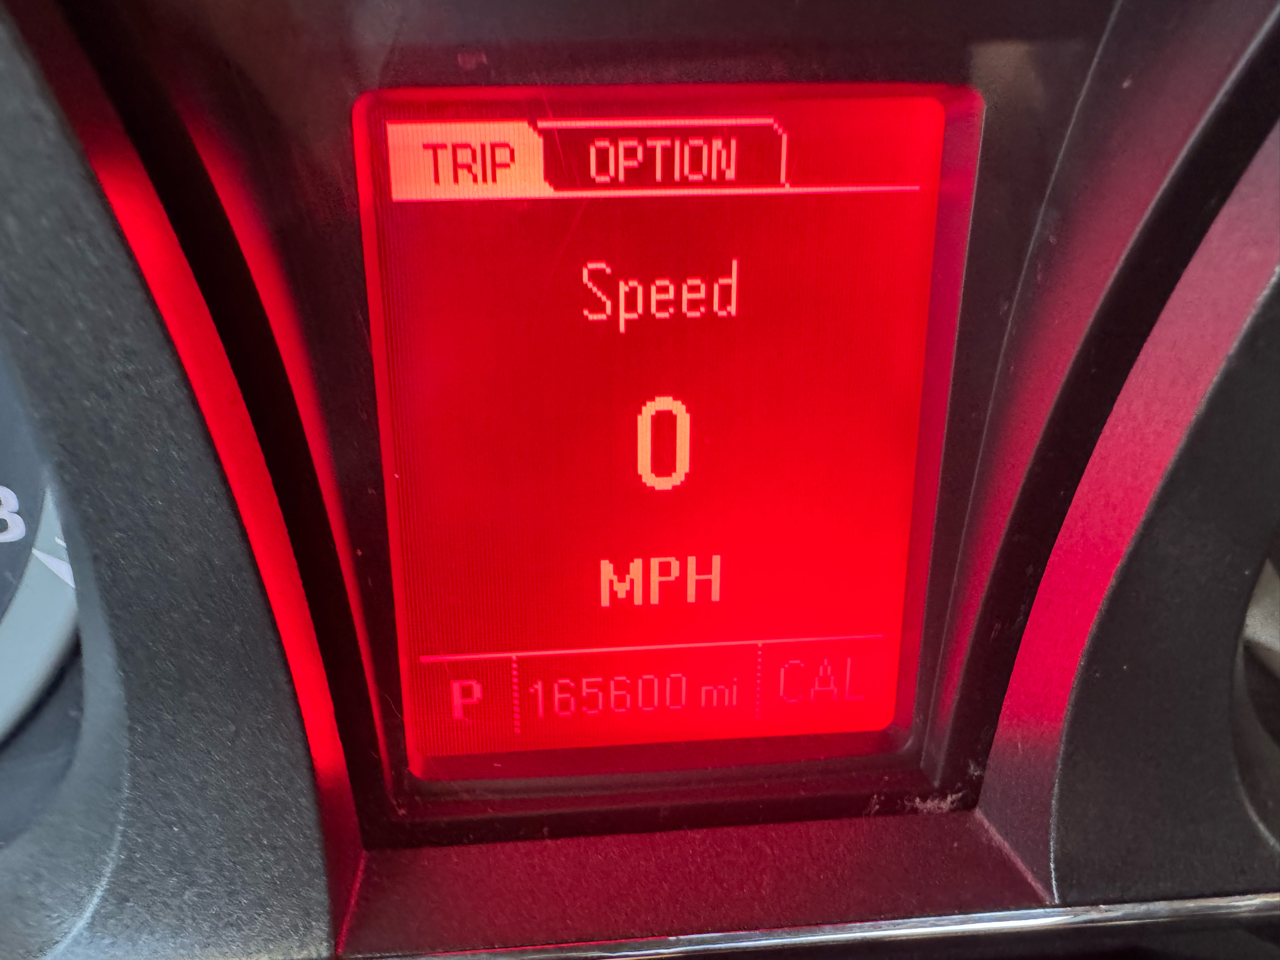 TRIP OPTION
Speed
0
MPH
P 165600 mi CAL